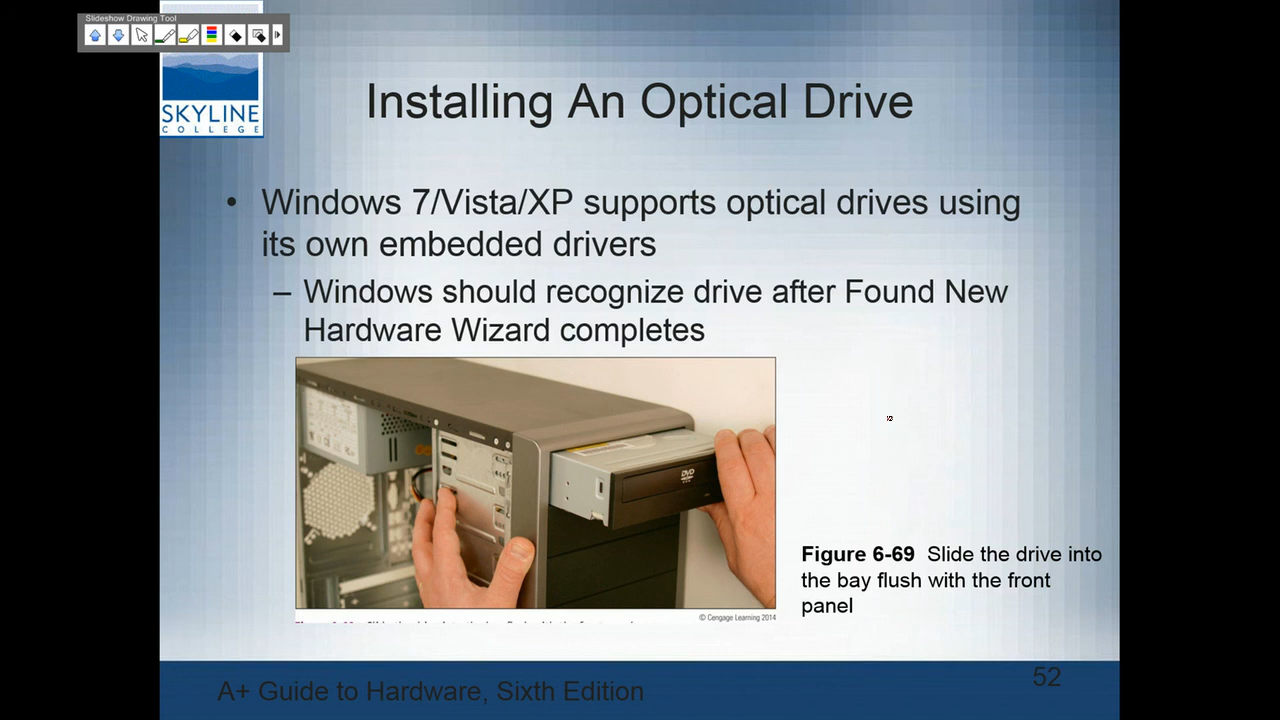 Slideshow Drawing Tool
SKYLINE
COLLEGE
Installing An Optical Drive
• Windows 7/Vista/XP supports optical drives using
its own embedded drivers
– Windows should recognize drive after Found New
Hardware Wizard completes
DVD
Figure 6-69 Slide the drive into
the bay flush with the front
panel
© Cengage Learning 2014
A+ Guide to Hardware, Sixth Edition
52